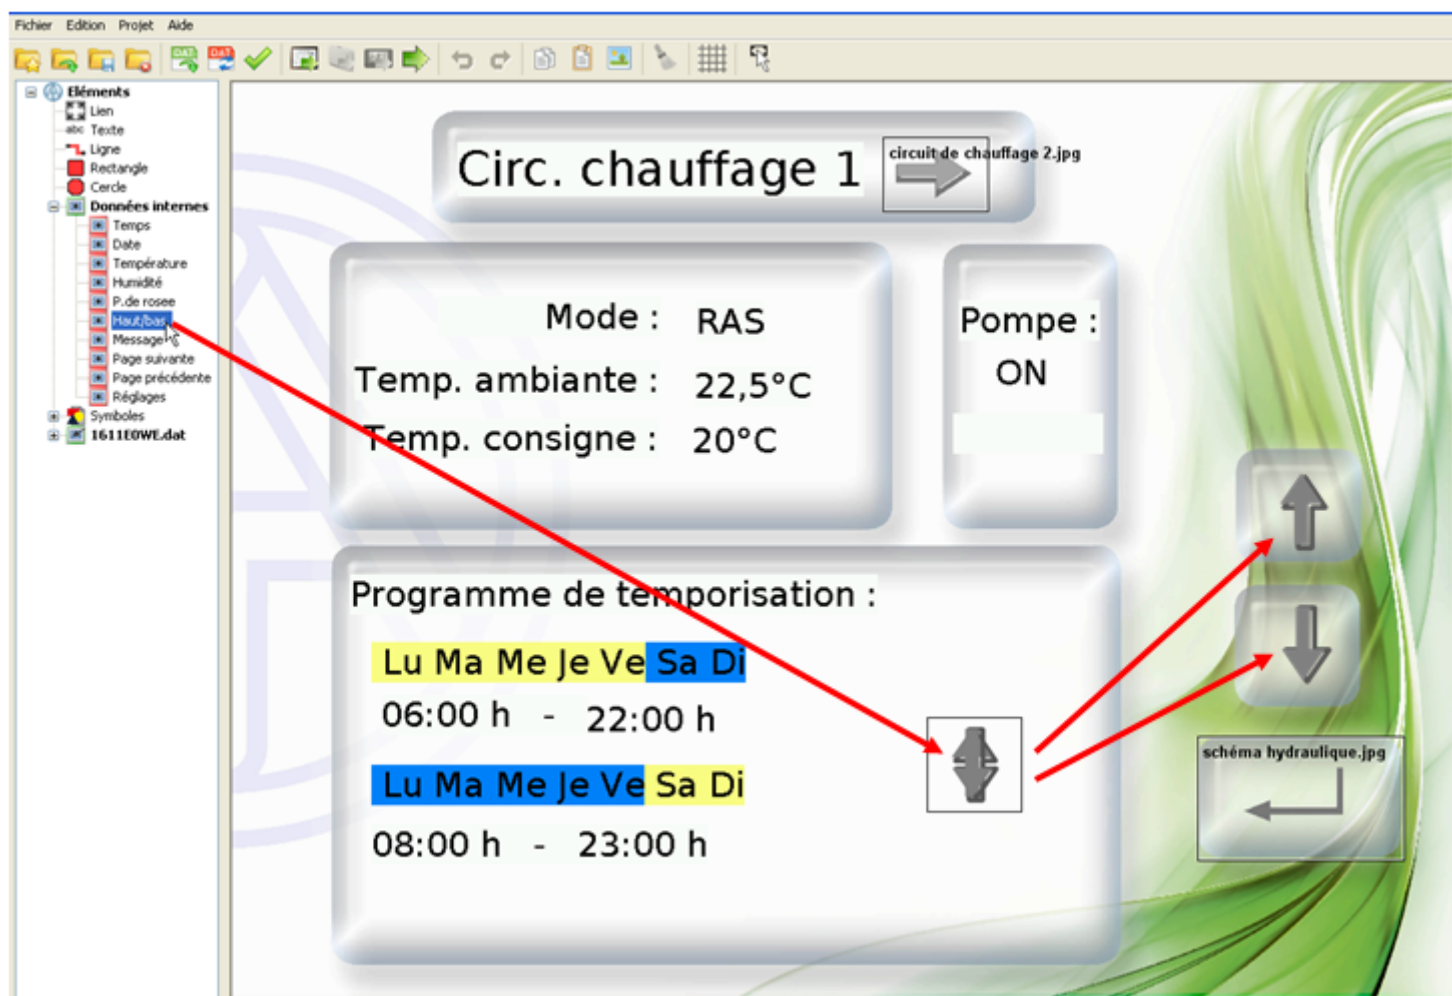 Fichier Edition Projet Aide
Eléments
Lien
abc Texte
Ligne
Rectangle
Cercle
Données internes
Temps
Date
Température
Humidité
P.de rosee
Haut/bas
Message
Page suivante
Page précédente
Réglages
Symboles
1611E0WE.dat
Circ. chauffage 1
circuit de chauffage 2.jpg
Mode : RAS
Temp. ambiante : 22,5°C
Temp. consigne : 20°C
Pompe :
ON
Programme de temporisation :
Lu Ma Me Je Ve Sa Di
06:00 h - 22:00 h
Lu Ma Me Je Ve Sa Di
08:00 h - 23:00 h
schéma hydraulique.jpg